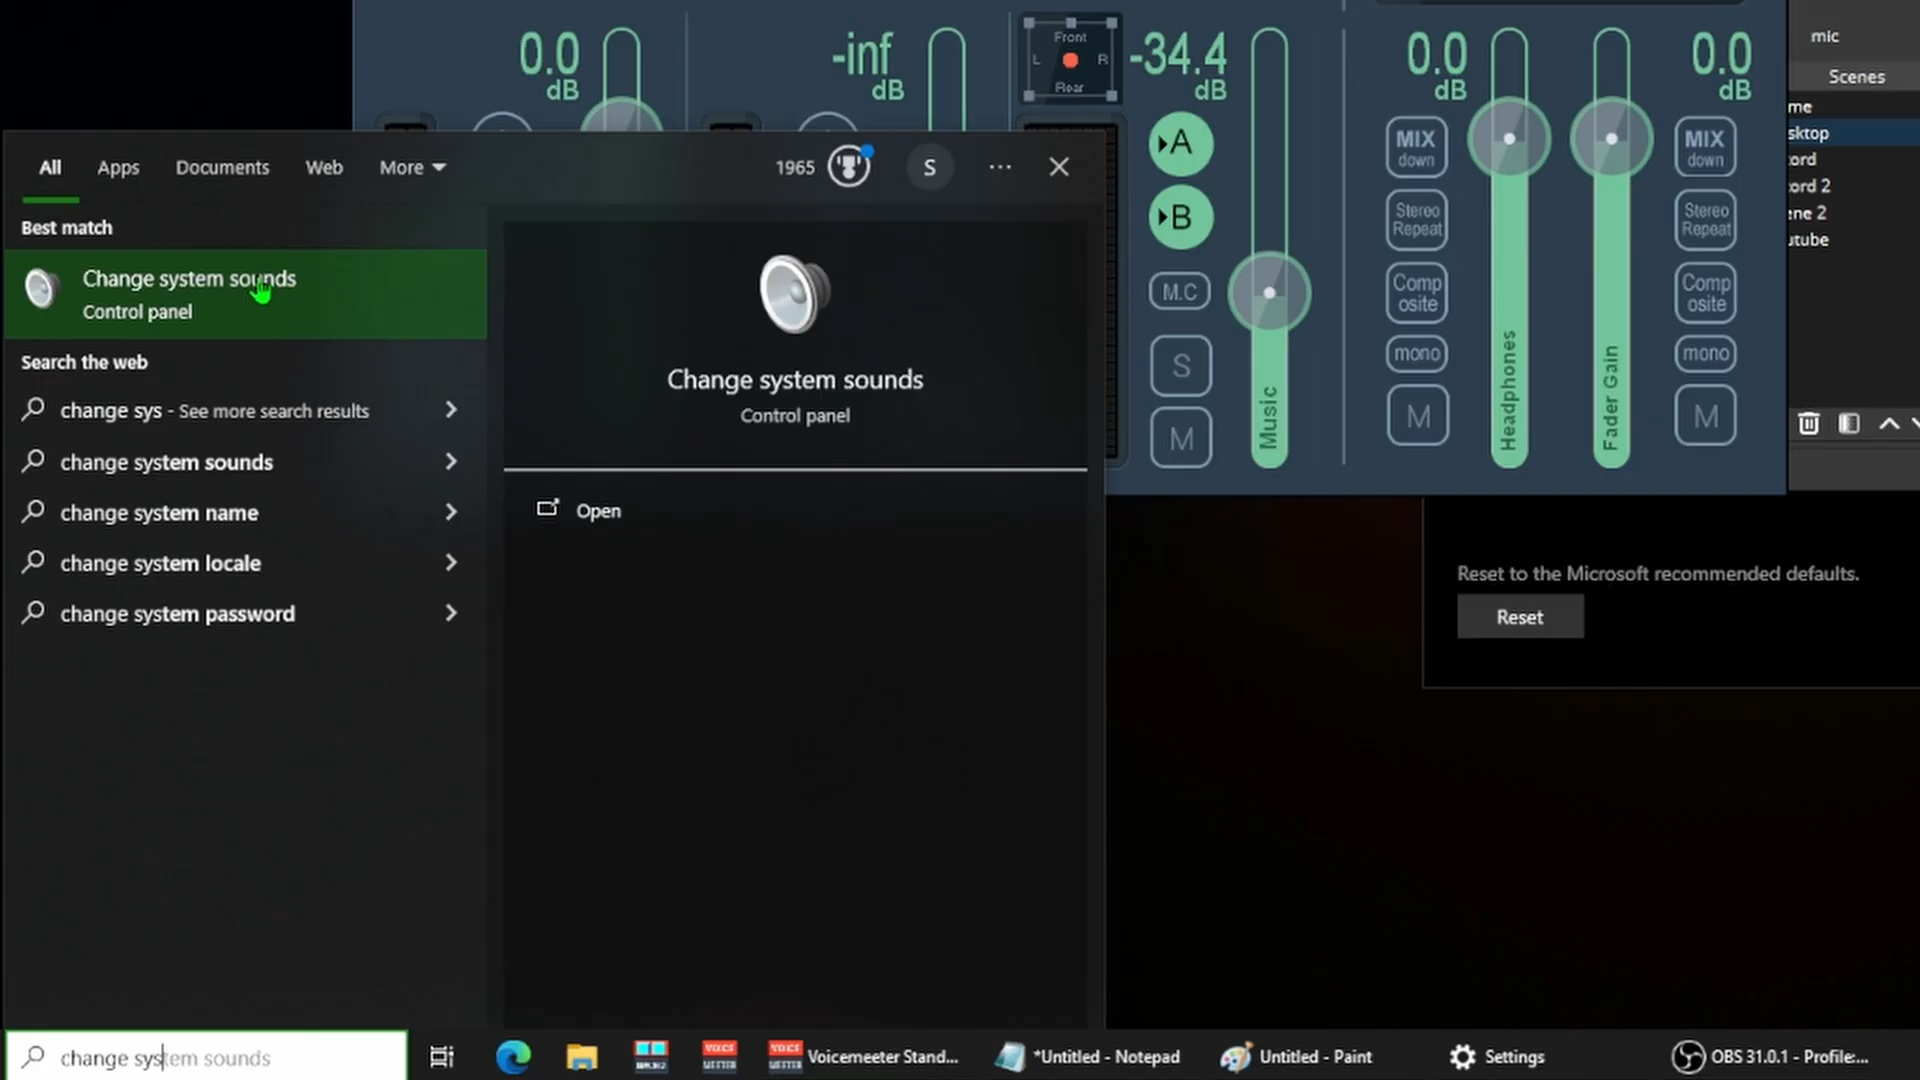 0.0
dB
-inf
dB
Front
L
R
Rear
-34.4
dB
0.0
dB
0.0
dB
mic
Scenes
me
sktop
cord
cord 2
ene 2
utube
All
Apps
Documents
Web
More
1965
S
Best match
Change system sounds
Control panel
Search the web
change sys - See more search results
change system sounds
change system name
change system locale
change system password
Change system sounds
Control panel
Open
A
B
M.C
S
M
Music
MIX
down
Stereo
Repeat
Comp
osite
mono
M
Headphones
Fader Gain
MIX
down
Stereo
Repeat
Comp
osite
mono
M
Reset to the Microsoft recommended defaults.
Reset
change system sounds
VOICE
VOICE
Voicemeeter Stand...
*Untitled - Notepad
Untitled - Paint
Settings
OBS 31.0.1 - Profile:...